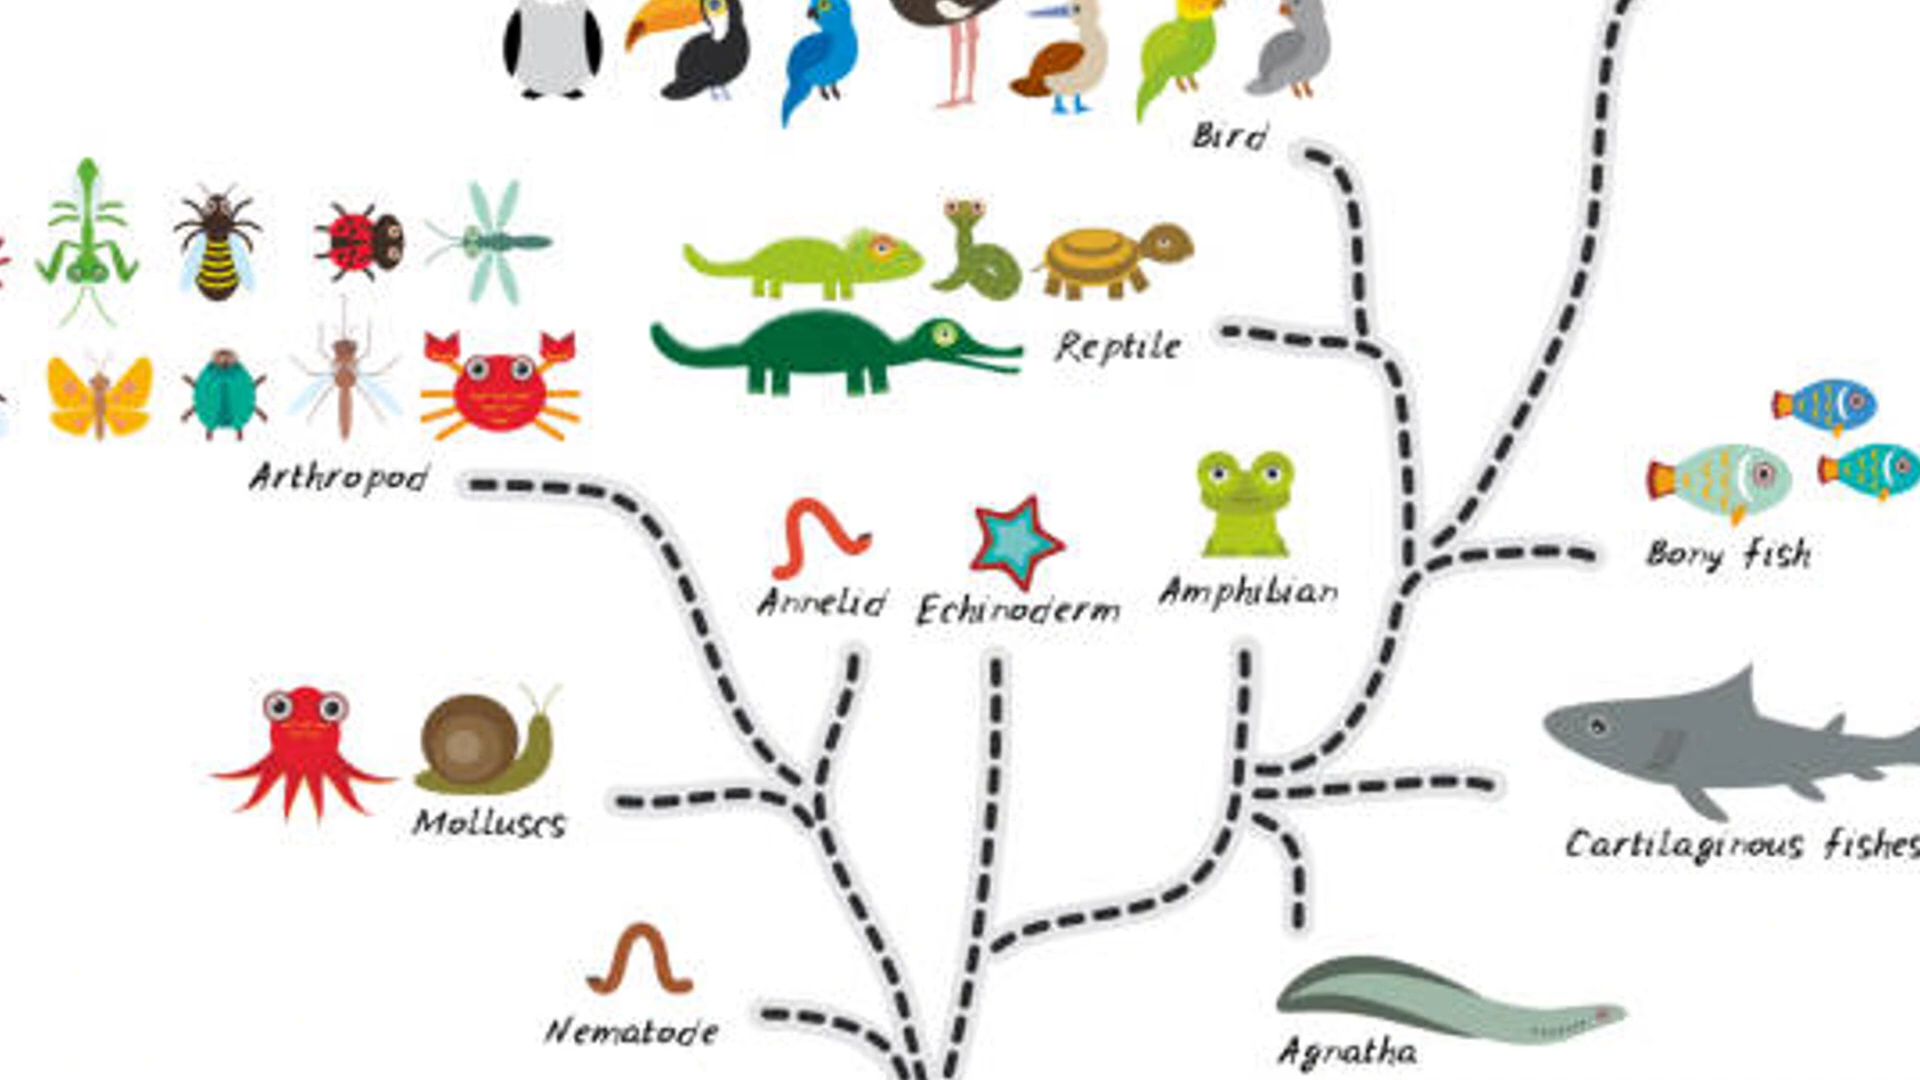 Bird
Reptile
Arthropod
Bony fish
Annelid
Echinoderm
Amphibian
Molluscs
Cartilaginous fishes
Nematode
Agnatha